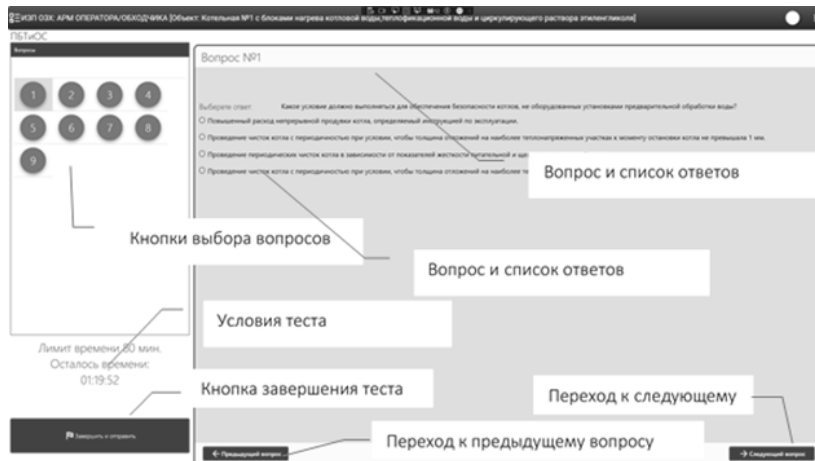 ИЭП ОЗХ: АРМ ОПЕРАТОРА/ОБХОДЧИКА [Объект: Котельная №1 с блоками нагрева котловой воды,теплофикационной воды и циркулирующего раствора этиленгликоля]
ПБТиОС
Вопросы
Вопрос №1
1 2 3 4
5 6 7 8
9
Выберите ответ: Какое условие должно выполняться для обеспечения безопасности котлов, не оборудованных установками предварительной обработки воды?
Повышенный расход непрерывной продувки котла, определяемый инструкцией по эксплуатации.
Проведение чисток котла с периодичностью при условии, чтобы толщина отложений на наиболее теплонапряженных участках к моменту остановки котла не превышала 1 мм.
Проведение периодических чисток котла в зависимости от показателей жесткости питательной и
Проведение чисток котла с периодичностью при условии, чтобы толщина отложений на наиболее
Вопрос и список ответов
Кнопки выбора вопросов
Вопрос и список ответов
Условия теста
Лимит времени 80 мин.
Осталось времени:
01:19:52
Кнопка завершения теста
Переход к следующему
Завершить и отправить
Переход к предыдущему вопросу
Предыдущий вопрос
Следующий вопрос